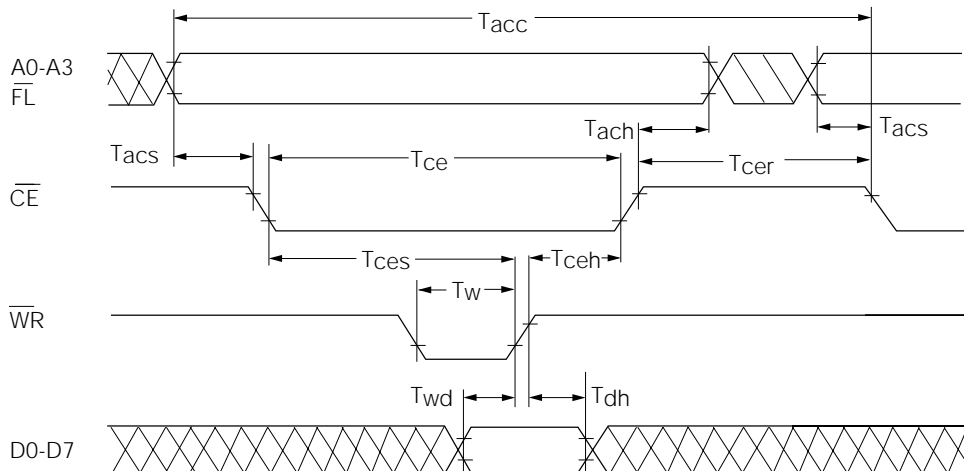 Tacc
A0-A3
FL
Tach
Tacs
Tacs
Tce
Tcer
CE
Tces
Tceh
Tw
WR
Twd
Tdh
D0-D7